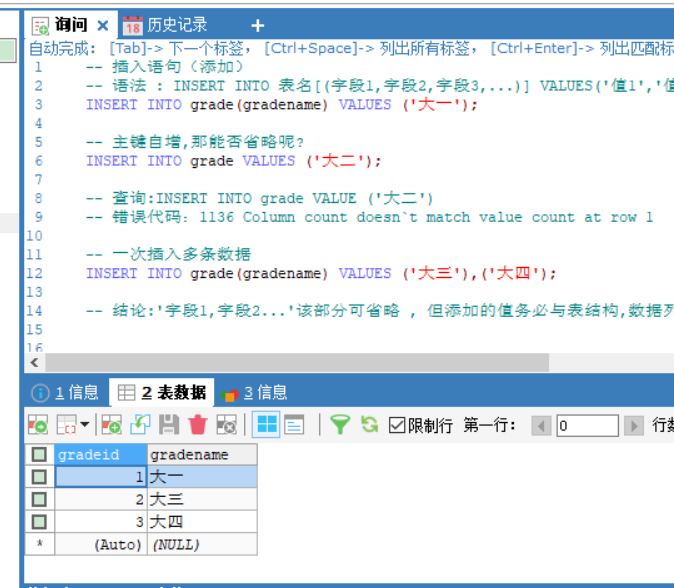 询问 历史记录 +
自动完成: [Tab]-> 下一个标签， [Ctrl+Space]-> 列出所有标签， [Ctrl+Enter]-> 列出匹配标
1 -- 插入语句（添加）
2 -- 语法 : INSERT INTO 表名[(字段1,字段2,字段3,...)] VALUES('值1','值
3 INSERT INTO grade(gradename) VALUES ('大一');
4
5 -- 主键自增,那能否省略呢?
6 INSERT INTO grade VALUES ('大二');
7
8 -- 查询:INSERT INTO grade VALUE ('大二')
9 -- 错误代码: 1136 Column count doesn`t match value count at row 1
10
11 -- 一次插入多条数据
12 INSERT INTO grade(gradename) VALUES ('大三'),('大四');
13
14 -- 结论:'字段1,字段2...'该部分可省略 , 但添加的值务必与表结构,数据列
15
16
1 信息 2 表数据 3 信息
限制行 第一行: 0 行数
gradeid gradename
1 大一
2 大三
3 大四
* (Auto) (NULL)